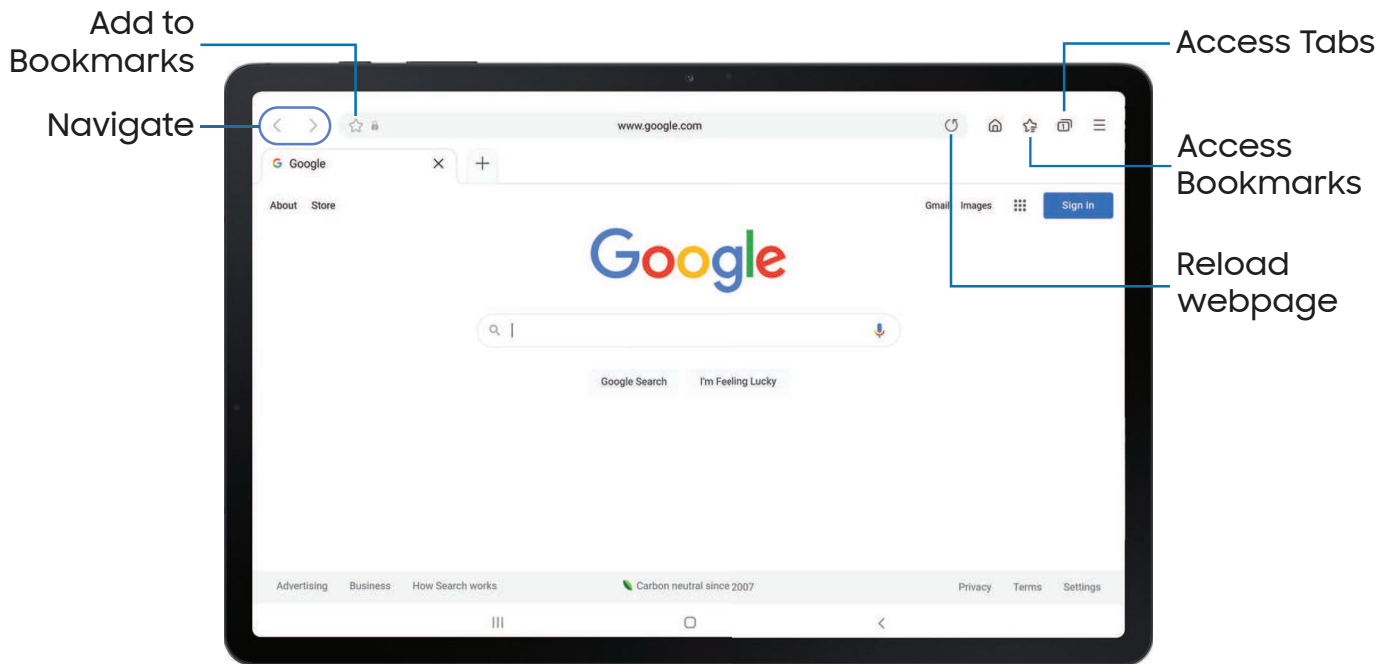 Add to
Bookmarks
Access Tabs
Navigate
www.google.com
1
Access
Bookmarks
G Google
About Store
Gmail Images
Sign in
Google
Reload
webpage
Google Search I'm Feeling Lucky
Advertising Business How Search works Carbon neutral since 2007 Privacy Terms Settings